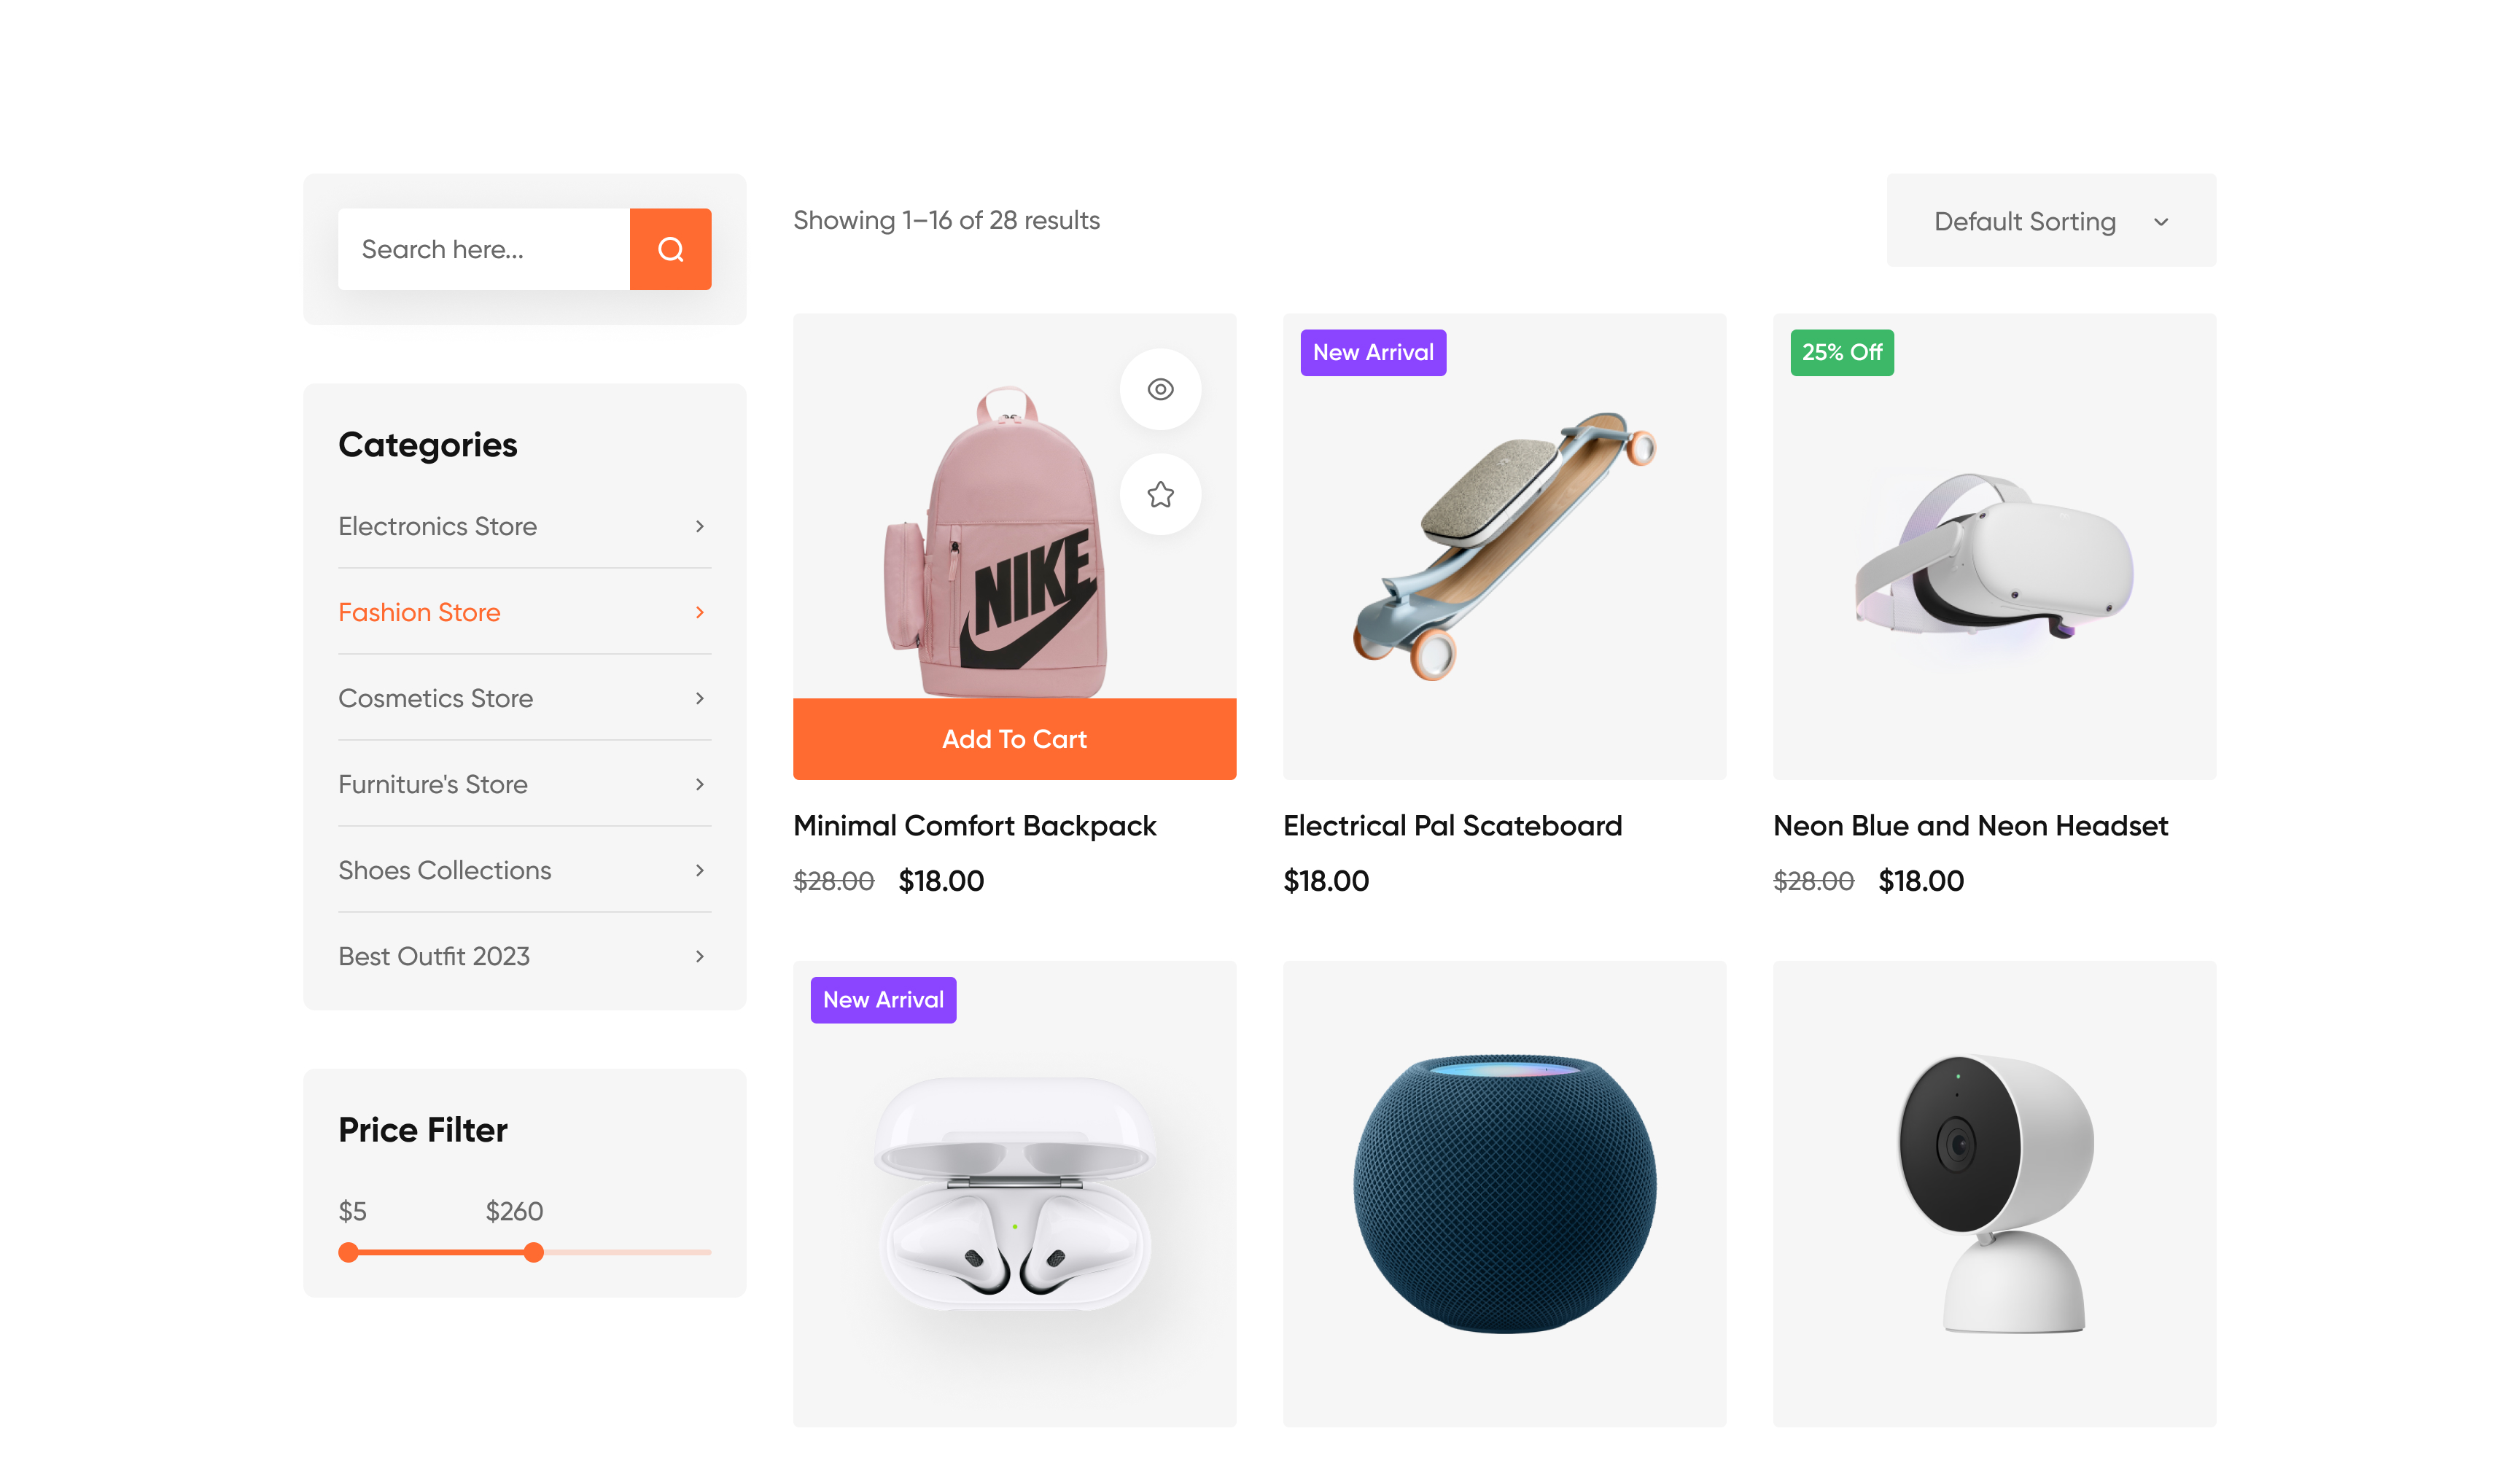 Search here...
Showing 1–16 of 28 results
Default Sorting
Categories
Electronics Store
Fashion Store
Cosmetics Store
Furniture's Store
Shoes Collections
Best Outfit 2023
Price Filter
$5 $260
NIKE
Add To Cart
Minimal Comfort Backpack
$28.00 $18.00
New Arrival
Electrical Pal Scateboard
$18.00
25% Off
Neon Blue and Neon Headset
$28.00 $18.00
New Arrival